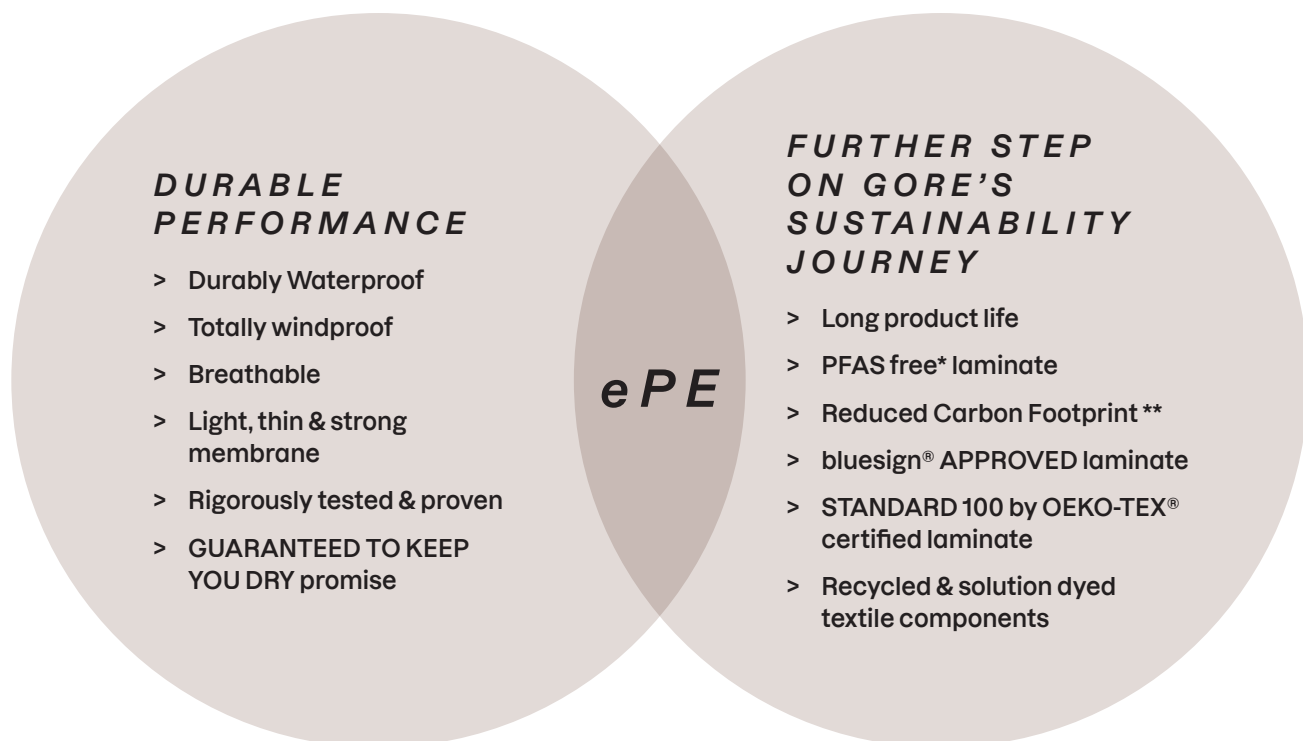 DURABLE
PERFORMANCE
> Durably Waterproof
> Totally windproof
> Breathable
> Light, thin & strong
membrane
> Rigorously tested & proven
> GUARANTEED TO KEEP
YOU DRY promise
ePE
FURTHER STEP
ON GORE’S
SUSTAINABILITY
JOURNEY
> Long product life
> PFAS free* laminate
> Reduced Carbon Footprint **
> bluesign® APPROVED laminate
> STANDARD 100 by OEKO-TEX®
certified laminate
> Recycled & solution dyed
textile components